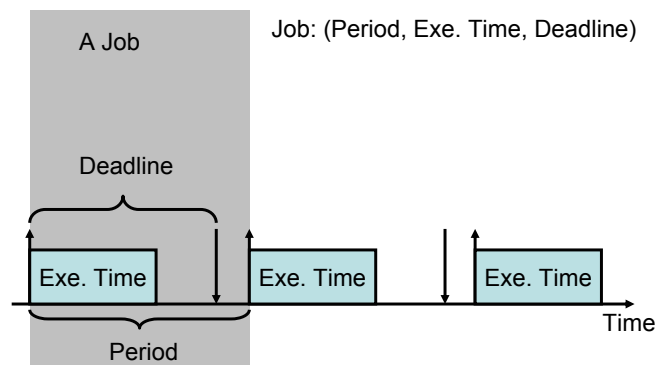 A Job
Job: (Period, Exe. Time, Deadline)
Deadline
Exe. Time
Exe. Time
Exe. Time
Time
Period